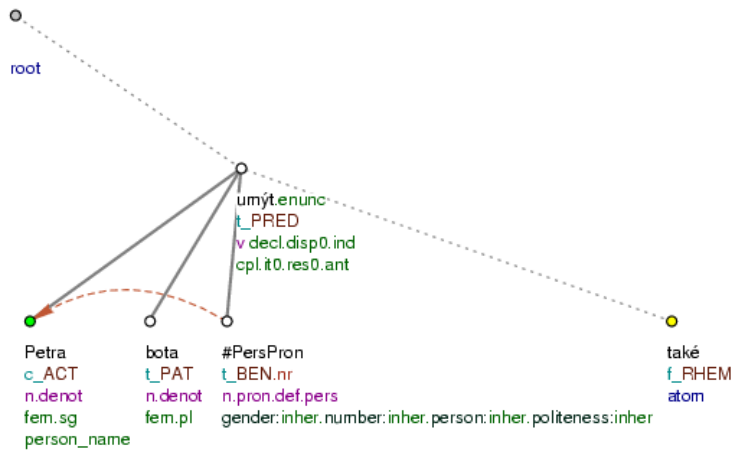 root
umýt.enunc
t_PRED
v decl.disp0.ind
cpl.it0.res0.ant
Petra
c_ACT
n.denot
fem.sg
person_name
bota
t_PAT
n.denot
fem.pl
#PersPron
t_BEN.nr
n.pron.def.pers
gender:inher.number:inher.person:inher.politeness:inher
také
f_RHEM
atom